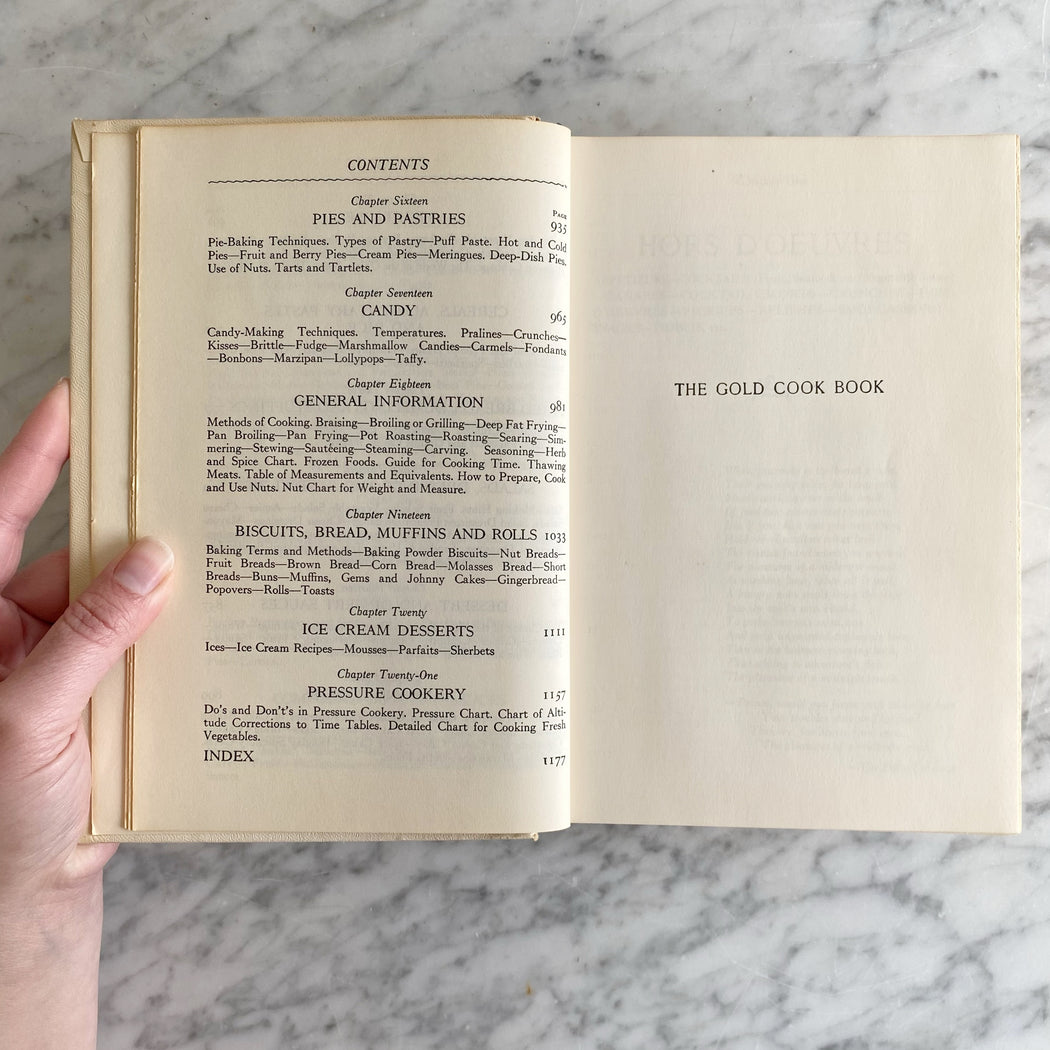 CONTENTS
Chapter Sixteen
PAGE
PIES AND PASTRIES 935
Pie-Baking Techniques. Types of Pastry—Puff Paste. Hot and Cold
Pies—Fruit and Berry Pies—Cream Pies—Meringues. Deep-Dish Pies.
Use of Nuts. Tarts and Tartlets.
Chapter Seventeen
CANDY 965
Candy-Making Techniques. Temperatures. Pralines—Crunches—
Kisses—Brittle—Fudge—Marshmallow Candies—Carmels—Fondants
—Bonbons—Marzipan—Lollypops—Taffy.
Chapter Eighteen
GENERAL INFORMATION 981
Methods of Cooking. Braising—Broiling or Grilling—Deep Fat Frying—
Pan Broiling—Pan Frying—Pot Roasting—Roasting—Searing—Sim-
mering—Stewing—Sautéeing—Steaming—Carving. Seasoning—Herb
and Spice Chart. Frozen Foods. Guide for Cooking Time. Thawing
Meats. Table of Measurements and Equivalents. How to Prepare, Cook
and Use Nuts. Nut Chart for Weight and Measure.
Chapter Nineteen
BISCUITS, BREAD, MUFFINS AND ROLLS 1033
Baking Terms and Methods—Baking Powder Biscuits—Nut Breads—
Fruit Breads—Brown Bread—Corn Bread—Molasses Bread—Short
Breads—Buns—Muffins, Gems and Johnny Cakes—Gingerbread—
Popovers—Rolls—Toasts
Chapter Twenty
ICE CREAM DESSERTS 1111
Ices—Ice Cream Recipes—Mousses—Parfaits—Sherbets
Chapter Twenty-One
PRESSURE COOKERY 1157
Do's and Don't's in Pressure Cookery. Pressure Chart. Chart of Alti-
tude Corrections to Time Tables. Detailed Chart for Cooking Fresh
Vegetables.
INDEX 1177
THE GOLD COOK BOOK